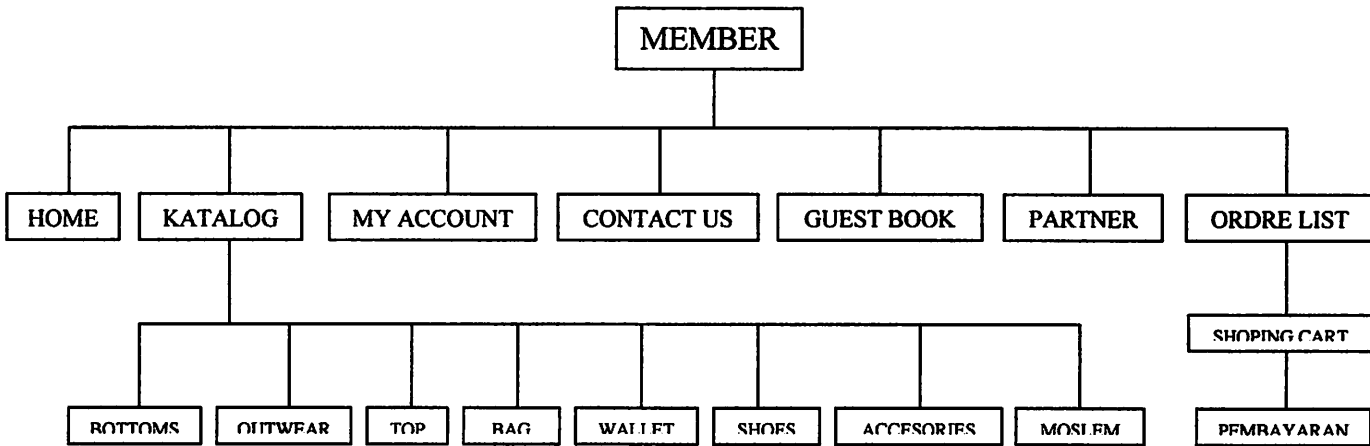 MEMBER
HOME KATALOG MY ACCOUNT CONTACT US GUEST BOOK PARTNER ORDRE LIST
SHOPING CART
BOTTOMS OUTWEAR TOP BAG WALLET SHOES ACCESORIES MOSLEM PEMBAYARAN